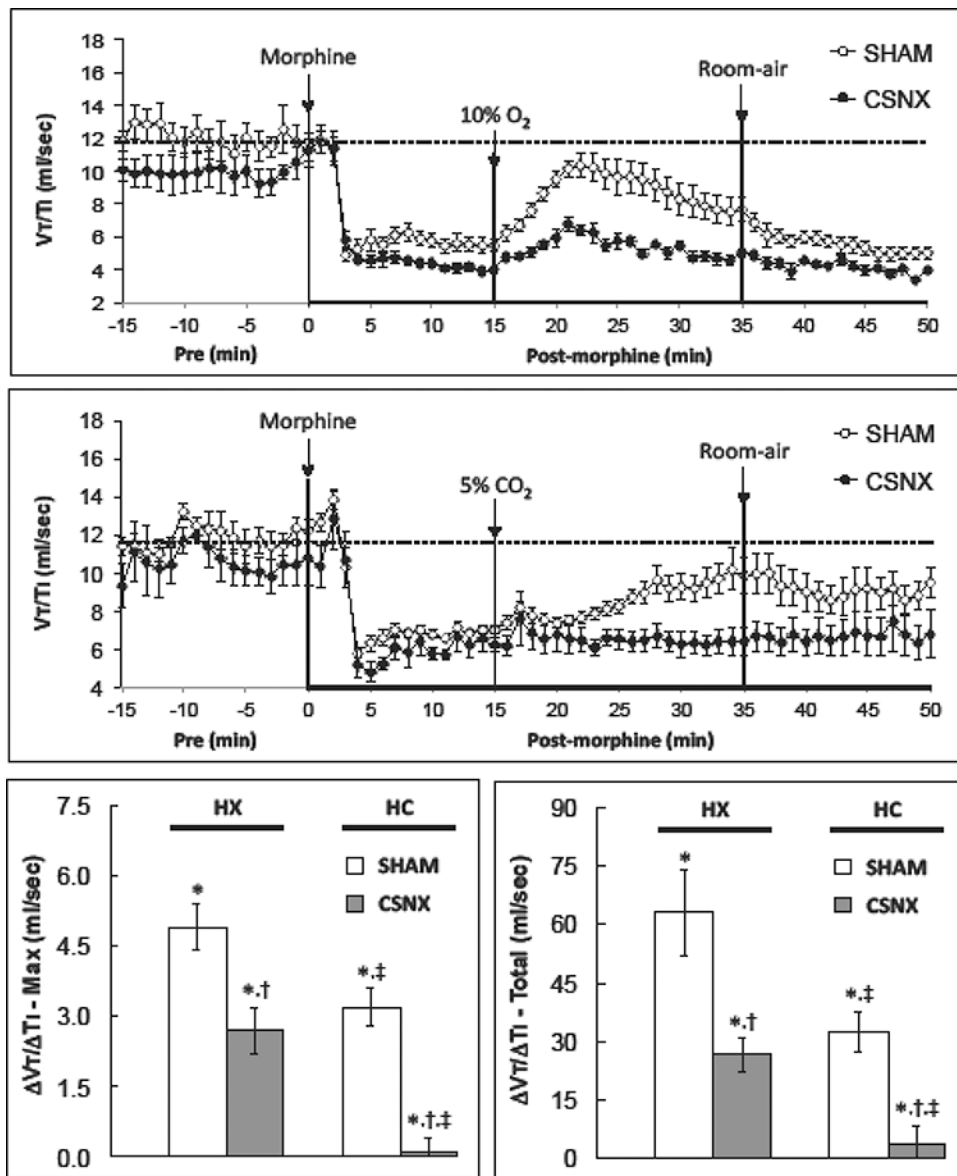 Morphine
10% O₂
Room-air
SHAM
CSNX
VT/TI (ml/sec)
18
16
14
12
10
8
6
4
2
-15 -10 -5 0 5 10 15 20 25 30 35 40 45 50
Pre (min) Post-morphine (min)
Morphine
5% CO₂
Room-air
SHAM
CSNX
VT/TI (ml/sec)
18
16
14
12
10
8
6
4
-15 -10 -5 0 5 10 15 20 25 30 35 40 45 50
Pre (min) Post-morphine (min)
HX HC
SHAM
CSNX
ΔVT/ΔTI - Max (ml/sec)
7.5
6.0
4.5
3.0
1.5
0.0
*
*,†
*,‡
*,†,‡
HX HC
SHAM
CSNX
ΔVT/ΔTI - Total (ml/sec)
90
75
60
45
30
15
0
*
*,†
*,‡
*,†,‡